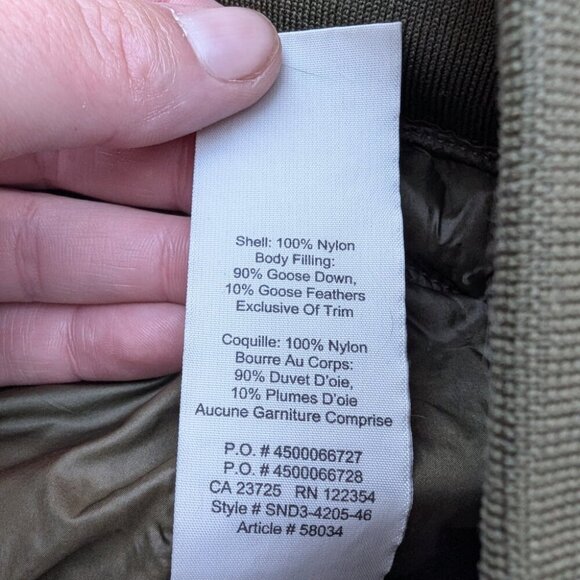 Shell: 100% Nylon
Body Filling:
90% Goose Down,
10% Goose Feathers
Exclusive Of Trim
Coquille: 100% Nylon
Bourre Au Corps:
90% Duvet D'oie,
10% Plumes D'oie
Aucune Garniture Comprise
P.O. # 4500066727
P.O. # 4500066728
CA 23725 RN 122354
Style # SND3-4205-46
Article # 58034